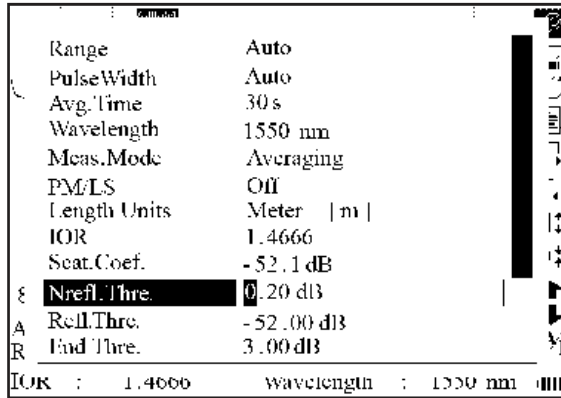 Range Auto
PulseWidth Auto
Avg.Time 30 s
Wavelength 1550 nm
Meas.Mode Averaging
PM/LS Off
Length Units Meter [m]
IOR 1.4666
Scat.Coef. -52.1 dB
Nrefl.Thre. 0.20 dB
Refl.Thre. -52.00 dB
End Thre. 3.00 dB
A
R
IOR : 1.4666 Wavelength : 1550 nm